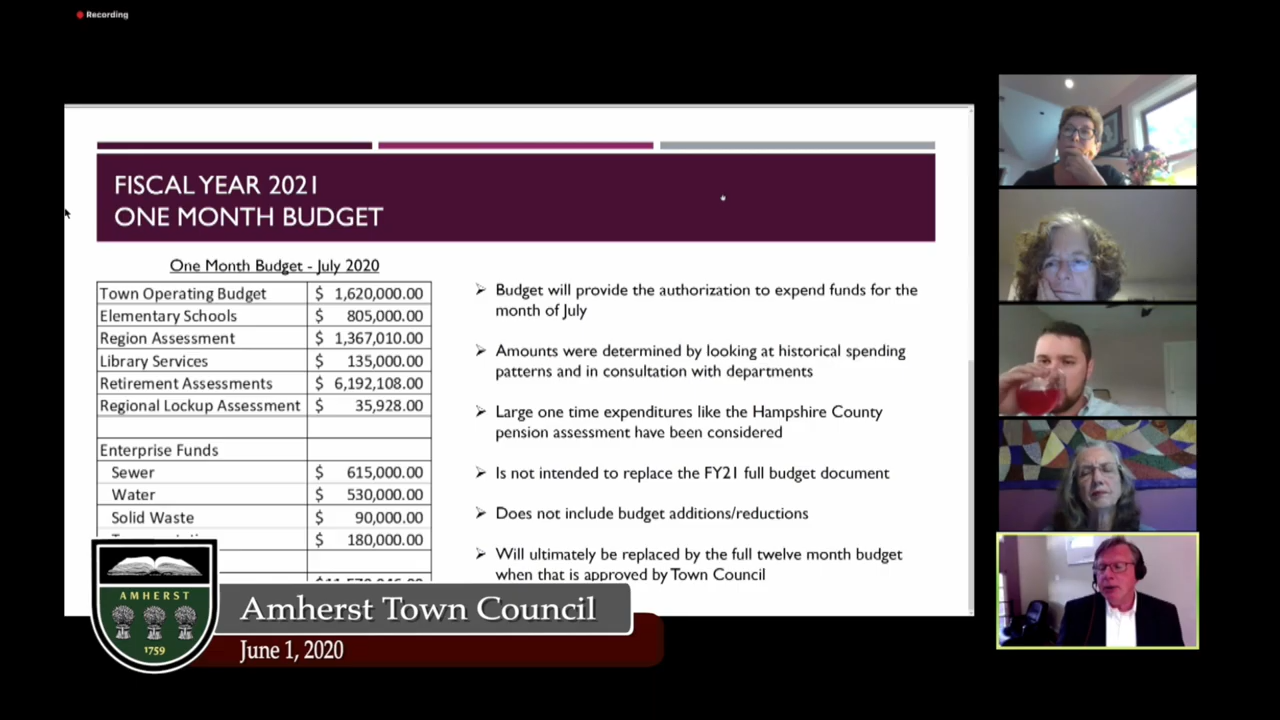 Recording
FISCAL YEAR 2021
ONE MONTH BUDGET
One Month Budget - July 2020
Town Operating Budget $ 1,620,000.00
Elementary Schools $ 805,000.00
Region Assessment $ 1,367,010.00
Library Services $ 135,000.00
Retirement Assessments $ 6,192,108.00
Regional Lockup Assessment $ 35,928.00
Enterprise Funds
Sewer $ 615,000.00
Water $ 530,000.00
Solid Waste $ 90,000.00
$ 180,000.00
Budget will provide the authorization to expend funds for the
month of July
Amounts were determined by looking at historical spending
patterns and in consultation with departments
Large one time expenditures like the Hampshire County
pension assessment have been considered
Is not intended to replace the FY21 full budget document
Does not include budget additions/reductions
Will ultimately be replaced by the full twelve month budget
when that is approved by Town Council
AMHERST
1759
Amherst Town Council
June 1, 2020